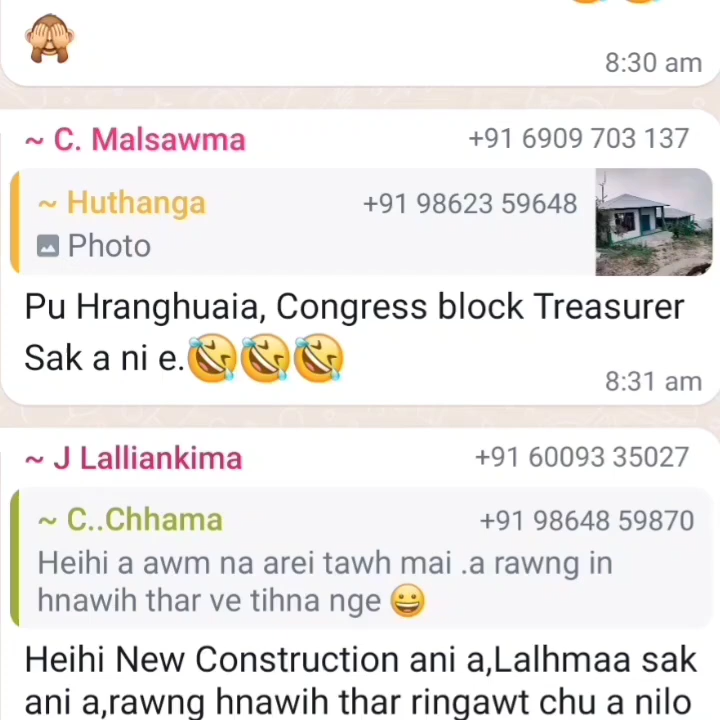 8:30 am
~ C. Malsawma +91 6909 703 137
~ Huthanga +91 98623 59648
Photo
Pu Hranghuaia, Congress block Treasurer
Sak a ni e.🤣🤣🤣
8:31 am
~ J Lalliankima +91 60093 35027
~ C..Chhama +91 98648 59870
Heihi a awm na arei tawh mai .a rawng in
hnawih thar ve tihna nge 😀
Heihi New Construction ani a,Lalhmaa sak
ani a,rawng hnawih thar ringawt chu a nilo